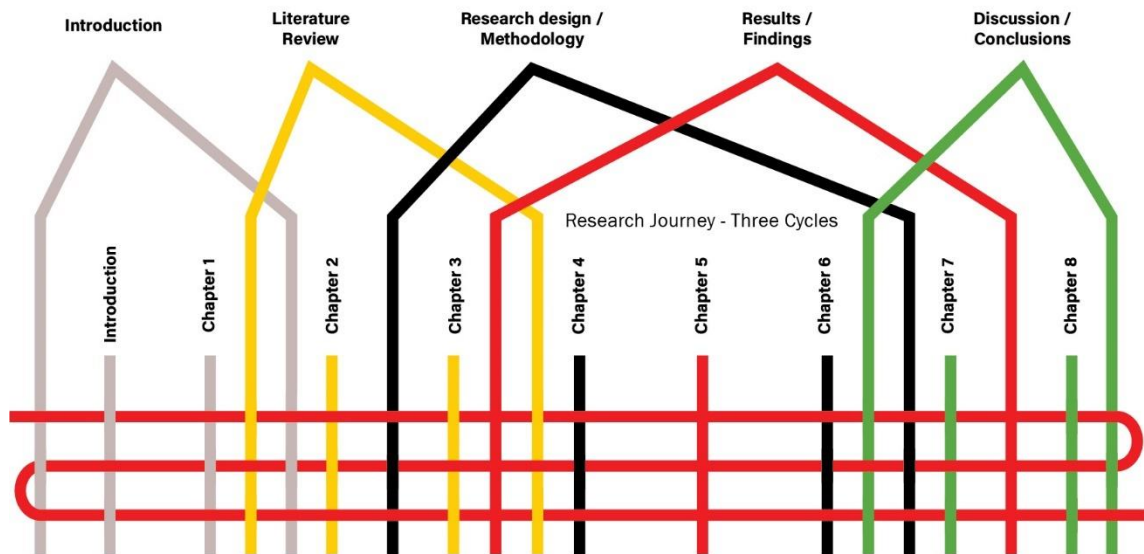 Introduction
Literature
Review
Research design /
Methodology
Results /
Findings
Discussion /
Conclusions
Research Journey - Three Cycles
Introduction
Chapter 1
Chapter 2
Chapter 3
Chapter 4
Chapter 5
Chapter 6
Chapter 7
Chapter 8